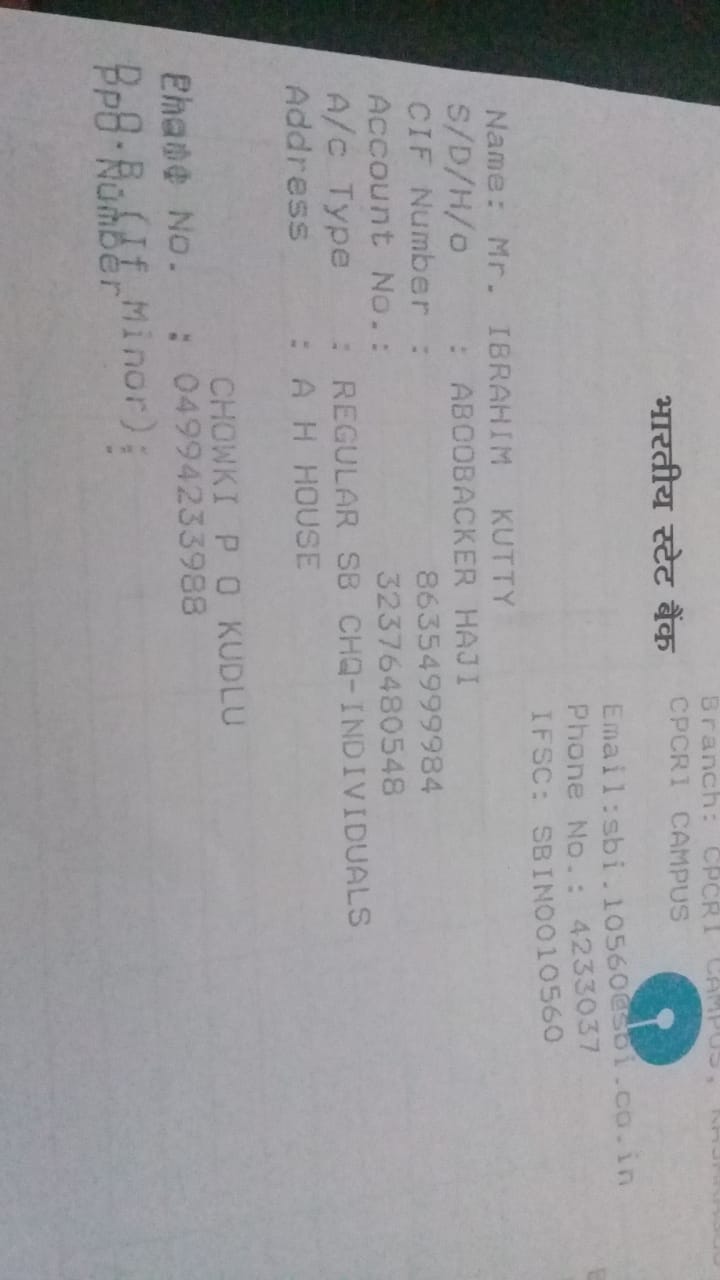 Branch: CPCRI CAMPUS,
भारतीय स्टेट बैंक CPCRI CAMPUS
Email:sbi.10560@sbi.co.in
Phone No.: 4233037
IFSC: SBIN0010560
Name: Mr. IBRAHIM KUTTY
S/D/H/o : ABOOBACKER HAJI
CIF Number : 86354999984
Account No.: 32376480548
A/c Type : REGULAR SB CHQ-INDIVIDUALS
Address : A H HOUSE
CHOWKI P O KUDLU
Phone No. : 04994233988
D.O.B.(If Minor):
PPO Number :